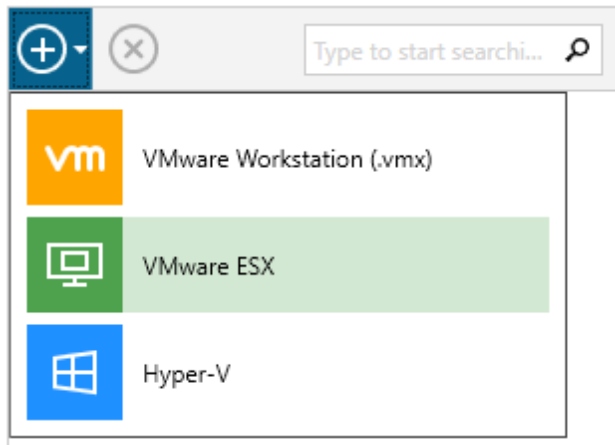 Type to start searchi...
vm
VMware Workstation (.vmx)
VMware ESX
Hyper-V